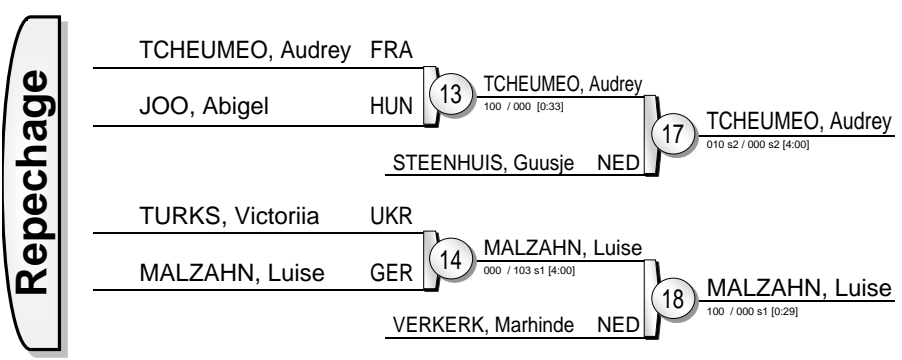 Repechage
TCHEUMEO, Audrey FRA
JOO, Abigel HUN
13
TCHEUMEO, Audrey
100 / 000 [0:33]
STEENHUIS, Guusje NED
17
TCHEUMEO, Audrey
010 s2 / 000 s2 [4:00]
TURKS, Victoriia UKR
MALZAHN, Luise GER
14
MALZAHN, Luise
000 / 103 s1 [4:00]
VERKERK, Marhinde NED
18
MALZAHN, Luise
100 / 000 s1 [0:29]